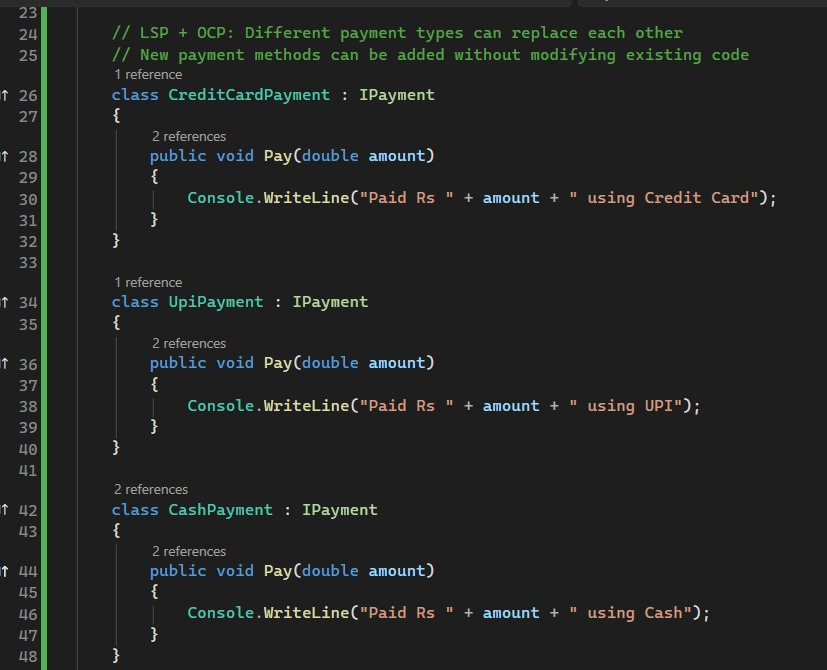 23
24 // LSP + OCP: Different payment types can replace each other
25 // New payment methods can be added without modifying existing code
1 reference
26 class CreditCardPayment : IPayment
27 {
2 references
28 public void Pay(double amount)
29 {
30 Console.WriteLine("Paid Rs " + amount + " using Credit Card");
31 }
32 }
33
1 reference
34 class UpiPayment : IPayment
35 {
2 references
36 public void Pay(double amount)
37 {
38 Console.WriteLine("Paid Rs " + amount + " using UPI");
39 }
40 }
41
2 references
42 class CashPayment : IPayment
43 {
2 references
44 public void Pay(double amount)
45 {
46 Console.WriteLine("Paid Rs " + amount + " using Cash");
47 }
48 }